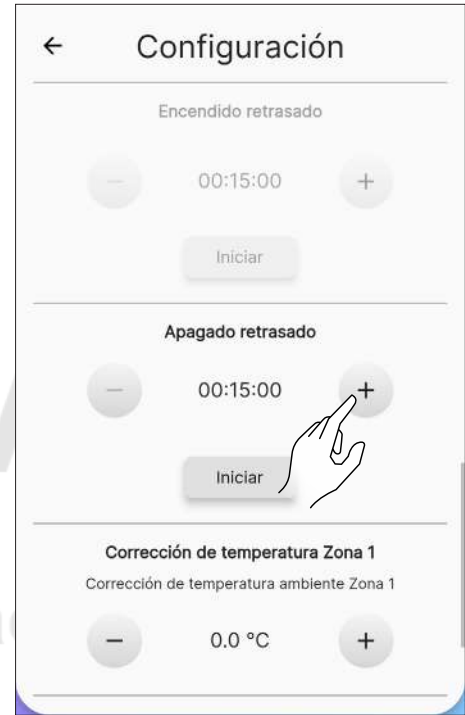 Configuración
Encendido retrasado
00:15:00
Iniciar
Apagado retrasado
00:15:00
Iniciar
Corrección de temperatura Zona 1
Corrección de temperatura ambiente Zona 1
0.0 °C